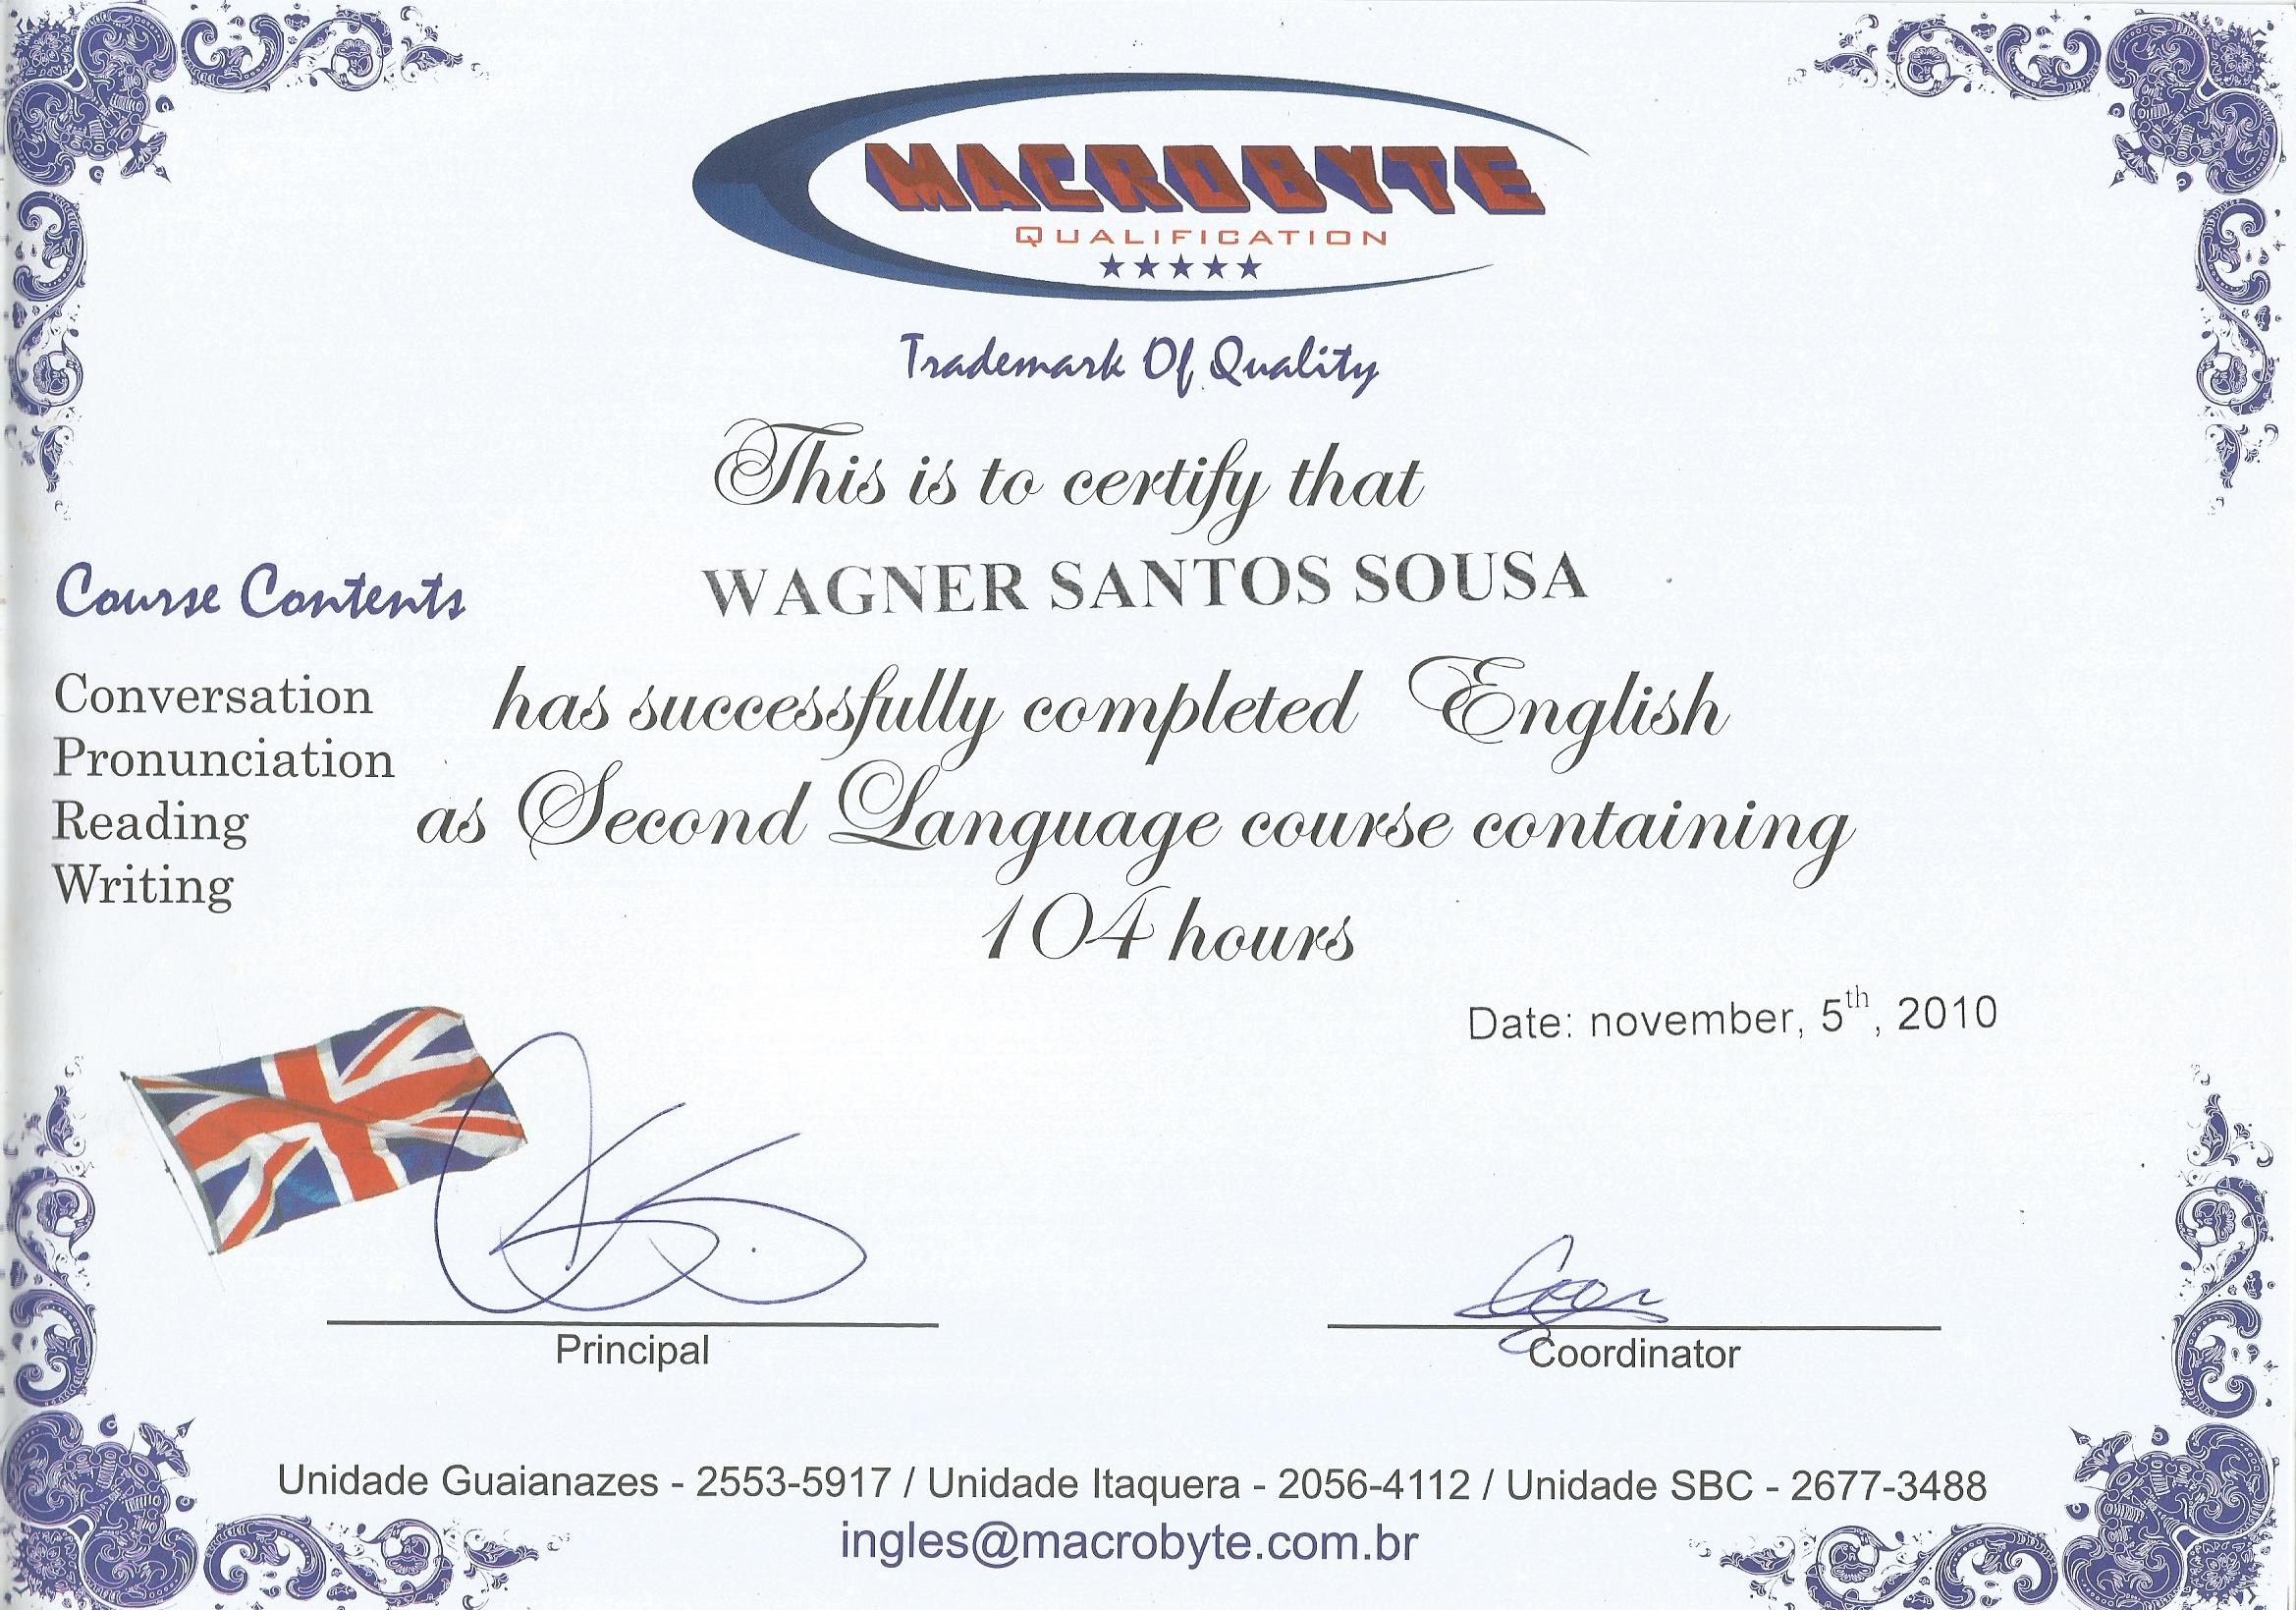 MACROBYTE
QUALIFICATION
Trademark Of Quality
This is to certify that
WAGNER SANTOS SOUSA
has successfully completed English
as Second Language course containing
104 hours
Course Contents
Conversation
Pronunciation
Reading
Writing
Date: november, 5th, 2010
Principal
Coordinator
Unidade Guaianazes - 2553-5917 / Unidade Itaquera - 2056-4112 / Unidade SBC - 2677-3488
ingles@macrobyte.com.br